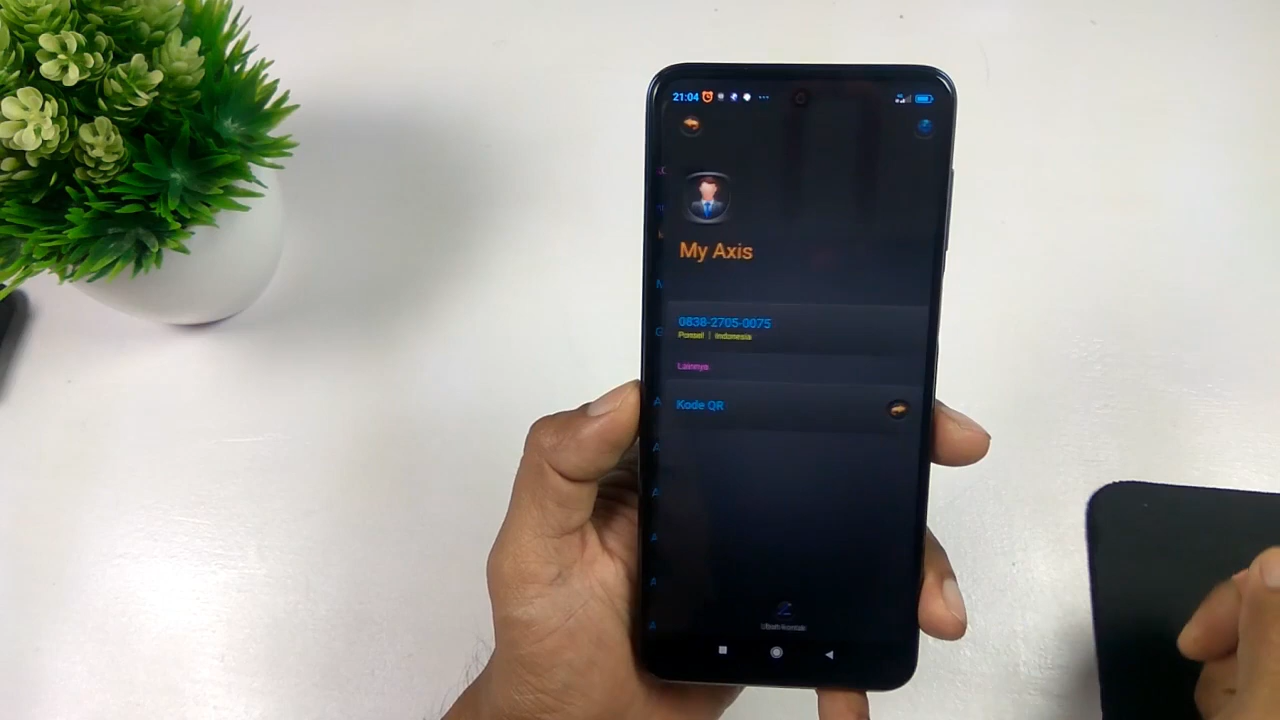 21:04
My Axis
0838-2705-0075
Ponsel | Indonesia
Lainnya
Kode QR
Ubah kontak